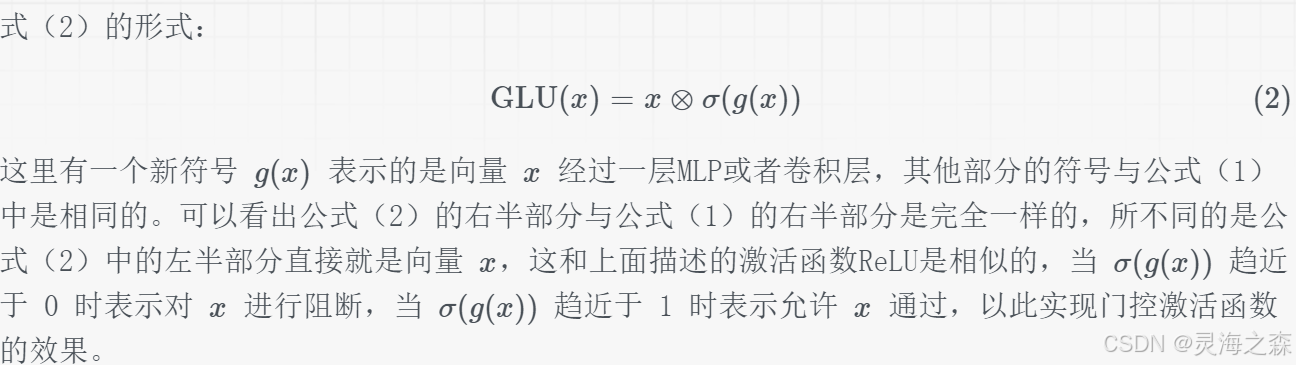 式（2）的形式：
GLU(x) = x ⊗ σ(g(x)) (2)
这里有一个新符号 g(x) 表示的是向量 x 经过一层MLP或者卷积层，其他部分的符号与公式（1）
中是相同的。可以看出公式（2）的右半部分与公式（1）的右半部分是完全一样的，所不同的是公
式（2）中的左半部分直接就是向量 x，这和上面描述的激活函数ReLU是相似的，当 σ(g(x)) 趋近
于 0 时表示对 x 进行阻断，当 σ(g(x)) 趋近于 1 时表示允许 x 通过，以此实现门控激活函数
的效果。
CSDN @灵海之森